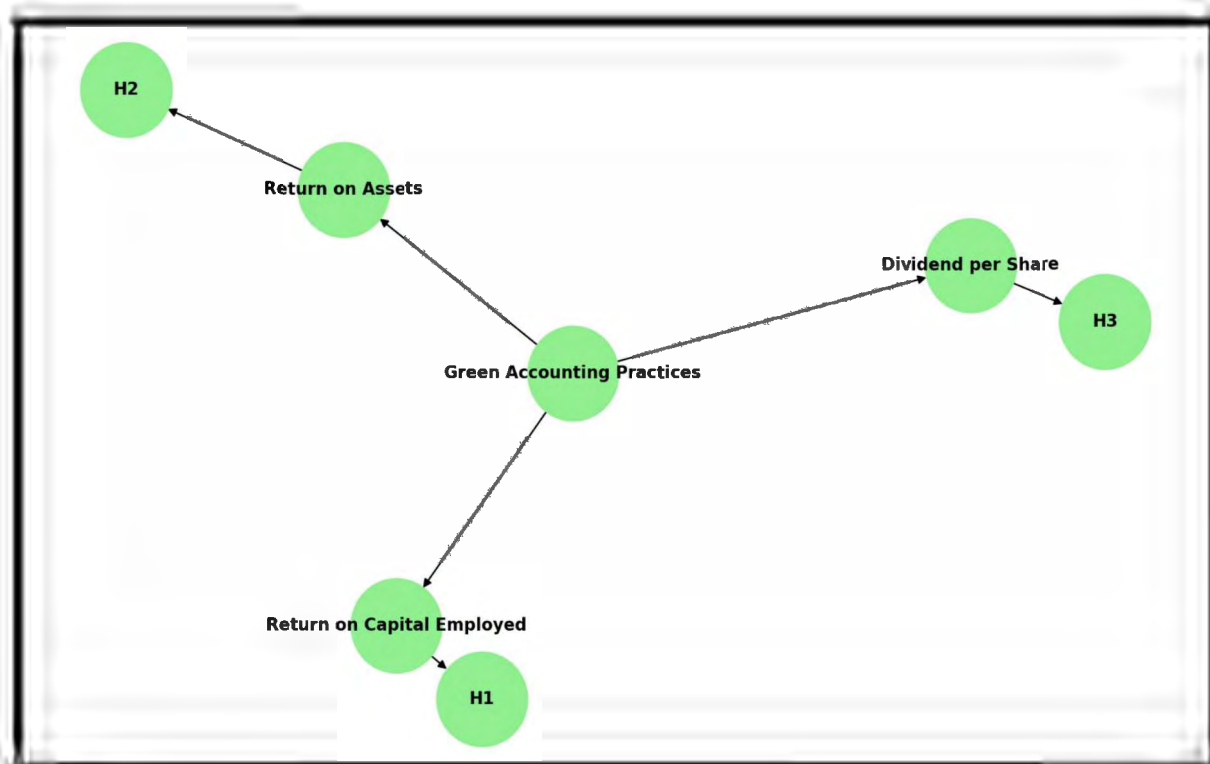 H2
Return on Assets
Dividend per Share
H3
Green Accounting Practices
Return on Capital Employed
H1